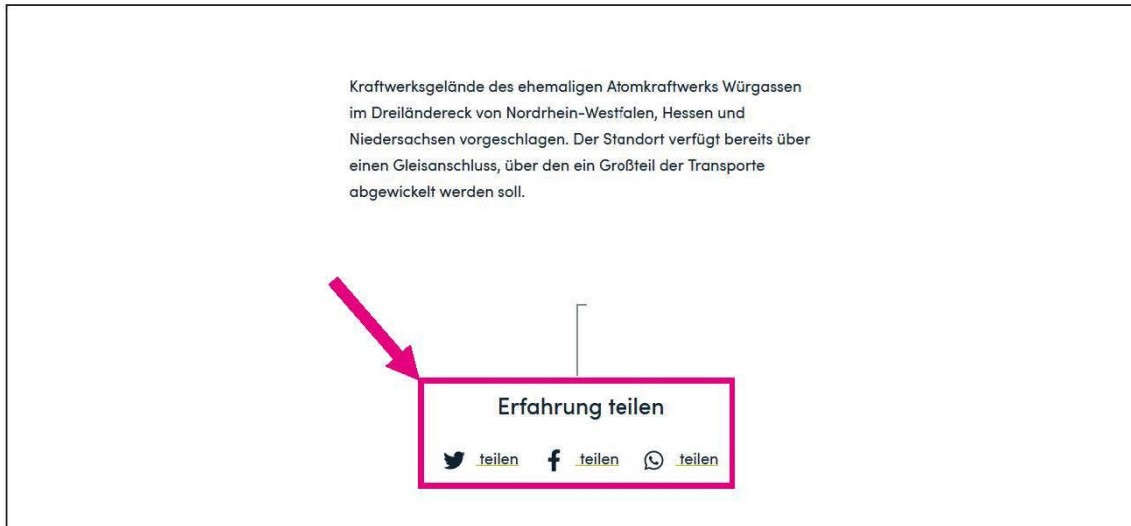 Kraftwerksgelände des ehemaligen Atomkraftwerks Würgassen
im Dreiländereck von Nordrhein-Westfalen, Hessen und
Niedersachsen vorgeschlagen. Der Standort verfügt bereits über
einen Gleisanschluss, über den ein Großteil der Transporte
abgewickelt werden soll.
Erfahrung teilen
teilen teilen teilen